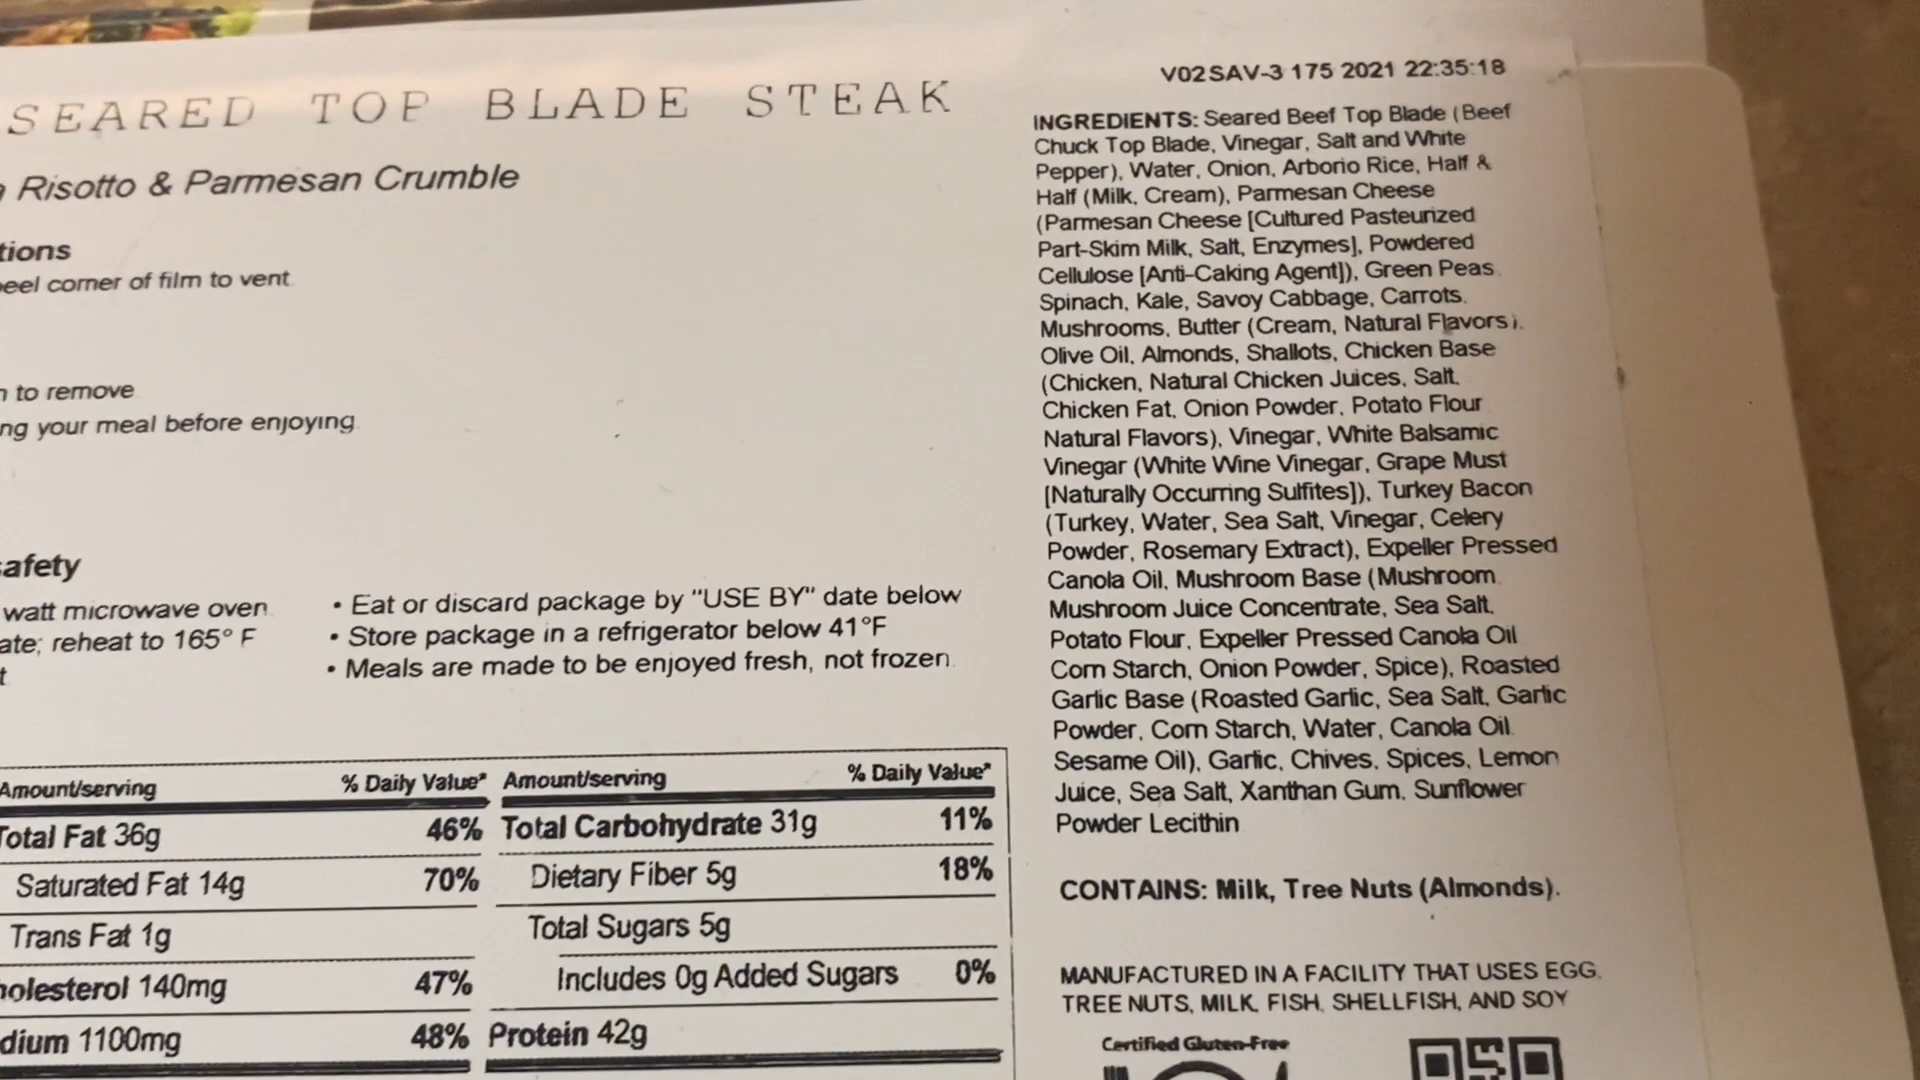 SEARED TOP BLADE STEAK
Risotto & Parmesan Crumble
tions
eel corner of film to vent
to remove
ng your meal before enjoying.
afety
watt microwave oven
ate; reheat to 165° F
t
• Eat or discard package by "USE BY" date below
• Store package in a refrigerator below 41°F
• Meals are made to be enjoyed fresh, not frozen.
Amount/serving % Daily Value*
Total Fat 36g 46%
Saturated Fat 14g 70%
Trans Fat 1g
holesterol 140mg 47%
dium 1100mg 48%
Amount/serving % Daily Value*
Total Carbohydrate 31g 11%
Dietary Fiber 5g 18%
Total Sugars 5g
Includes 0g Added Sugars 0%
Protein 42g
V02SAV-3 175 2021 22:35:18
INGREDIENTS: Seared Beef Top Blade (Beef
Chuck Top Blade, Vinegar, Salt and White
Pepper), Water, Onion, Arborio Rice, Half &
Half (Milk, Cream), Parmesan Cheese
(Parmesan Cheese [Cultured Pasteurized
Part-Skim Milk, Salt, Enzymes], Powdered
Cellulose [Anti-Caking Agent]), Green Peas,
Spinach, Kale, Savoy Cabbage, Carrots,
Mushrooms, Butter (Cream, Natural Flavors),
Olive Oil, Almonds, Shallots, Chicken Base
(Chicken, Natural Chicken Juices, Salt,
Chicken Fat, Onion Powder, Potato Flour
Natural Flavors), Vinegar, White Balsamic
Vinegar (White Wine Vinegar, Grape Must
[Naturally Occurring Sulfites]), Turkey Bacon
(Turkey, Water, Sea Salt, Vinegar, Celery
Powder, Rosemary Extract), Expeller Pressed
Canola Oil, Mushroom Base (Mushroom
Mushroom Juice Concentrate, Sea Salt,
Potato Flour, Expeller Pressed Canola Oil
Corn Starch, Onion Powder, Spice), Roasted
Garlic Base (Roasted Garlic, Sea Salt, Garlic
Powder, Corn Starch, Water, Canola Oil
Sesame Oil), Garlic, Chives, Spices, Lemon
Juice, Sea Salt, Xanthan Gum, Sunflower
Powder Lecithin
CONTAINS: Milk, Tree Nuts (Almonds).
MANUFACTURED IN A FACILITY THAT USES EGG,
TREE NUTS, MILK, FISH, SHELLFISH, AND SOY
Certified Gluten-Free